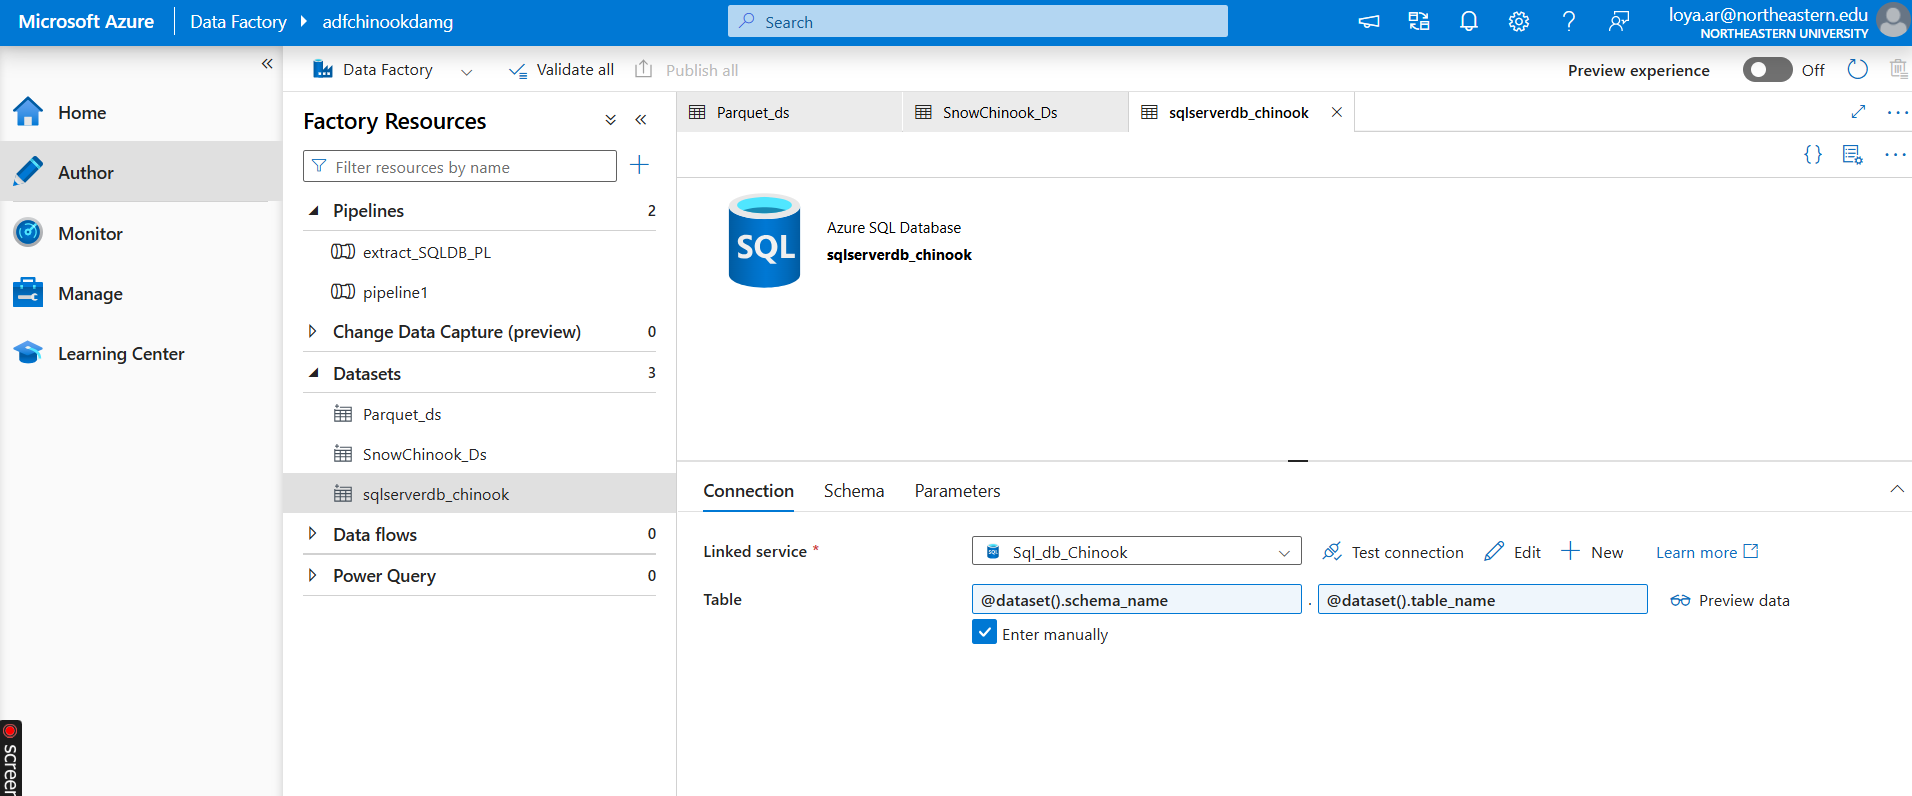 Microsoft Azure
Data Factory
adfchinookdamg
Search
loya.ar@northeastern.edu
NORTHEASTERN UNIVERSITY
«
Home
Author
Monitor
Manage
Learning Center
Data Factory
Validate all
Publish all
Preview experience
Off
Factory Resources
«
Filter resources by name
Pipelines 2
extract_SQLDB_PL
pipeline1
Change Data Capture (preview) 0
Datasets 3
Parquet_ds
SnowChinook_Ds
sqlserverdb_chinook
Data flows 0
Power Query 0
Parquet_ds
SnowChinook_Ds
sqlserverdb_chinook
{}
SQL
Azure SQL Database
sqlserverdb_chinook
Connection
Schema
Parameters
Linked service *
SQL
Sql_db_Chinook
Test connection
Edit
New
Learn more
Table
@dataset().schema_name
.
@dataset().table_name
Preview data
Enter manually
screen